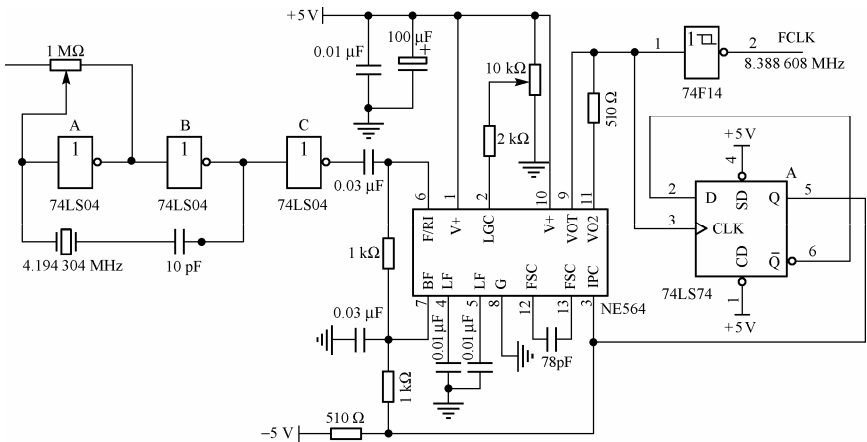 +5V
1 MΩ
0.01 μF
100 μF
+
10 kΩ
2 kΩ
510 Ω
1
1
2
FCLK
8.388 608 MHz
74F14
A
1
74LS04
B
1
74LS04
C
1
74LS04
0.03 μF
4.194 304 MHz
10 pF
6
1
2
10
9
11
F/RI
V+
LGC
V+
VOT
VO2
BF
LF
LF
G
FSC
FSC
IPC
7
4
5
8
12
13
3
NE564
1 kΩ
0.03 μF
0.01 μF
0.01 μF
78pF
1 kΩ
510 Ω
−5 V
+5V
4
A
2
D
SD
Q
5
3
CLK
CD
Q
6
74LS74
1
+5V